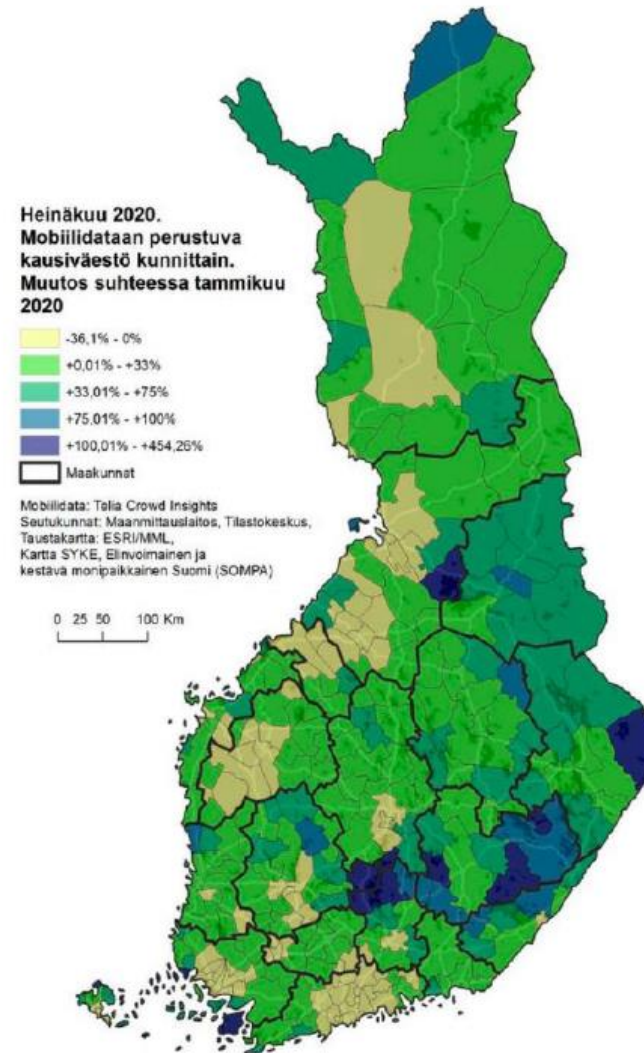 Heinäkuu 2020.
Mobiilidataan perustuva
kausiväestö kunnittain.
Muutos suhteessa tammikuu
2020
-36,1% - 0%
+0,01% - +33%
+33,01% - +75%
+75,01% - +100%
+100,01% - +454,26%
Maakunnat
Mobiilidata: Telia Crowd Insights
Seutukunnat: Maanmittauslaitos, Tilastokeskus,
Taustakartta: ESRI/MML,
Kartta SYKE, Elinvoimainen ja
kestävä monipaikkainen Suomi (SOMPA)
0 25 50 100 Km